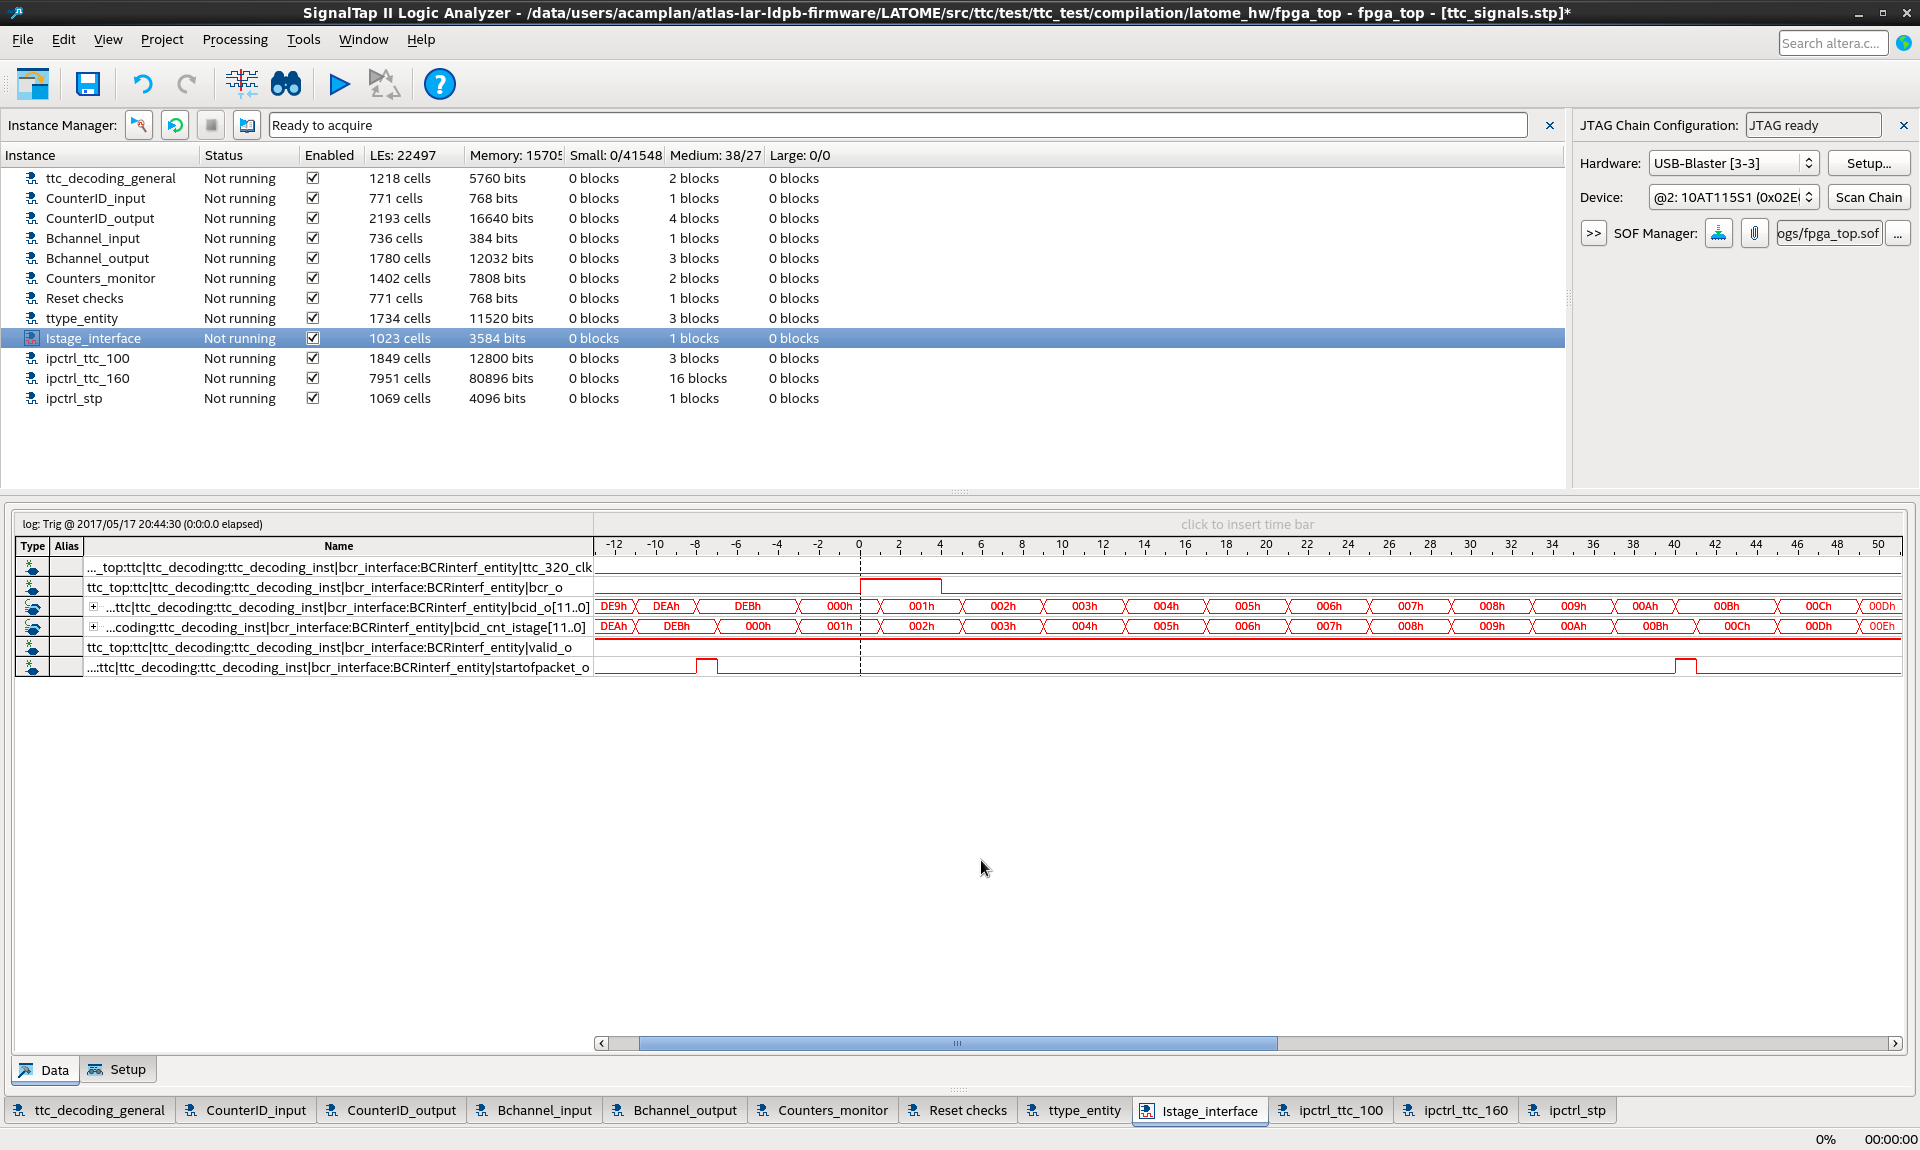 SignalTap II Logic Analyzer - /data/users/acamplan/atlas-lar-ldpb-firmware/LATOME/src/ttc/test/ttc_test/compilation/latome_hw/fpga_top - fpga_top - [ttc_signals.stp]*
File Edit View Project Processing Tools Window Help
Search altera.c...
Instance Manager: Ready to acquire
JTAG Chain Configuration: JTAG ready
Instance Status Enabled LEs: 22497 Memory: 15705 Small: 0/41548 Medium: 38/27 Large: 0/0
ttc_decoding_general Not running 1218 cells 5760 bits 0 blocks 2 blocks 0 blocks
CounterID_input Not running 771 cells 768 bits 0 blocks 1 blocks 0 blocks
CounterID_output Not running 2193 cells 16640 bits 0 blocks 4 blocks 0 blocks
Bchannel_input Not running 736 cells 384 bits 0 blocks 1 blocks 0 blocks
Bchannel_output Not running 1780 cells 12032 bits 0 blocks 3 blocks 0 blocks
Counters_monitor Not running 1402 cells 7808 bits 0 blocks 2 blocks 0 blocks
Reset checks Not running 771 cells 768 bits 0 blocks 1 blocks 0 blocks
ttype_entity Not running 1734 cells 11520 bits 0 blocks 3 blocks 0 blocks
Istage_interface Not running 1023 cells 3584 bits 0 blocks 1 blocks 0 blocks
ipctrl_ttc_100 Not running 1849 cells 12800 bits 0 blocks 3 blocks 0 blocks
ipctrl_ttc_160 Not running 7951 cells 80896 bits 0 blocks 16 blocks 0 blocks
ipctrl_stp Not running 1069 cells 4096 bits 0 blocks 1 blocks 0 blocks
Hardware: USB-Blaster [3-3] Setup...
Device: @2: 10AT115S1 (0x02E Scan Chain
>> SOF Manager: ogs/fpga_top.sof ...
log: Trig @ 2017/05/17 20:44:30 (0:0:0.0 elapsed) click to insert time bar
Type Alias Name -12 -10 -8 -6 -4 -2 0 2 4 6 8 10 12 14 16 18 20 22 24 26 28 30 32 34 36 38 40 42 44 46 48 50
..._top:ttc|ttc_decoding:ttc_decoding_inst|bcr_interface:BCRinterf_entity|ttc_320_clk
ttc_top:ttc|ttc_decoding:ttc_decoding_inst|bcr_interface:BCRinterf_entity|bcr_o
...ttc|ttc_decoding:ttc_decoding_inst|bcr_interface:BCRinterf_entity|bcid_o[11..0] DE9h DEAh DEBh 000h 001h 002h 003h 004h 005h 006h 007h 008h 009h 00Ah 00Bh 00Ch 00Dh
...coding:ttc_decoding_inst|bcr_interface:BCRinterf_entity|bcid_cnt_istage[11..0] DEAh DEBh 000h 001h 002h 003h 004h 005h 006h 007h 008h 009h 00Ah 00Bh 00Ch 00Dh 00Eh
ttc_top:ttc|ttc_decoding:ttc_decoding_inst|bcr_interface:BCRinterf_entity|valid_o
...:ttc|ttc_decoding:ttc_decoding_inst|bcr_interface:BCRinterf_entity|startofpacket_o
Data Setup
ttc_decoding_general CounterID_input CounterID_output Bchannel_input Bchannel_output Counters_monitor Reset checks ttype_entity Istage_interface ipctrl_ttc_100 ipctrl_ttc_160 ipctrl_stp
0% 00:00:00